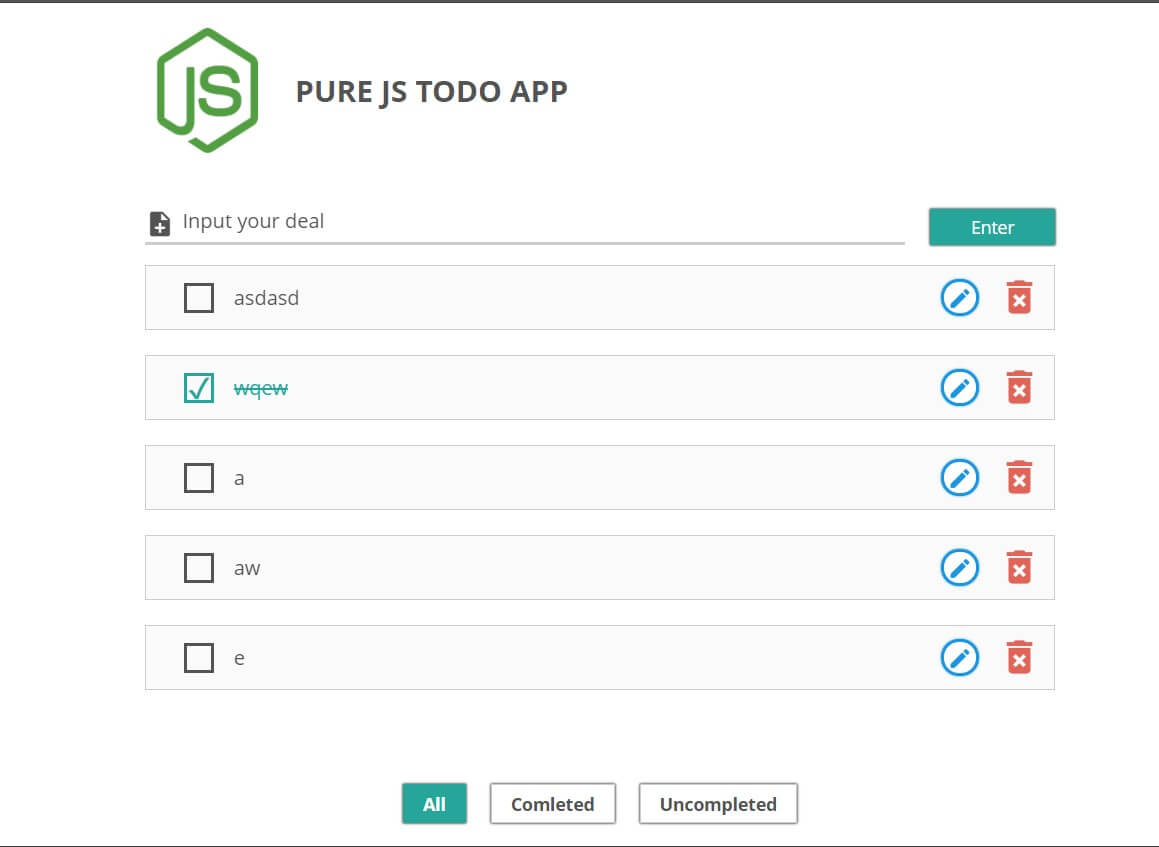 JS
PURE JS TODO APP
Input your deal
Enter
asdasd
wqew
a
aw
e
All
Comleted
Uncompleted